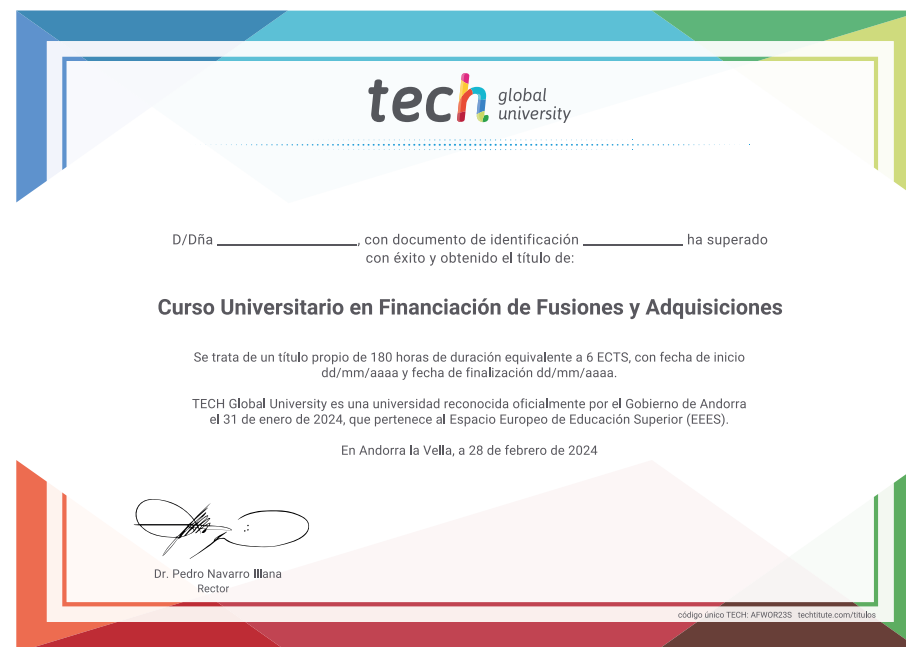 tech global university
D/Dña ____________________, con documento de identificación ______________ ha superado
con éxito y obtenido el título de:
Curso Universitario en Financiación de Fusiones y Adquisiciones
Se trata de un título propio de 180 horas de duración equivalente a 6 ECTS, con fecha de inicio
dd/mm/aaaa y fecha de finalización dd/mm/aaaa.
TECH Global University es una universidad reconocida oficialmente por el Gobierno de Andorra
el 31 de enero de 2024, que pertenece al Espacio Europeo de Educación Superior (EEES).
En Andorra la Vella, a 28 de febrero de 2024
Dr. Pedro Navarro Illana
Rector
código único TECH: AFWOR23S techtitute.com/titulos